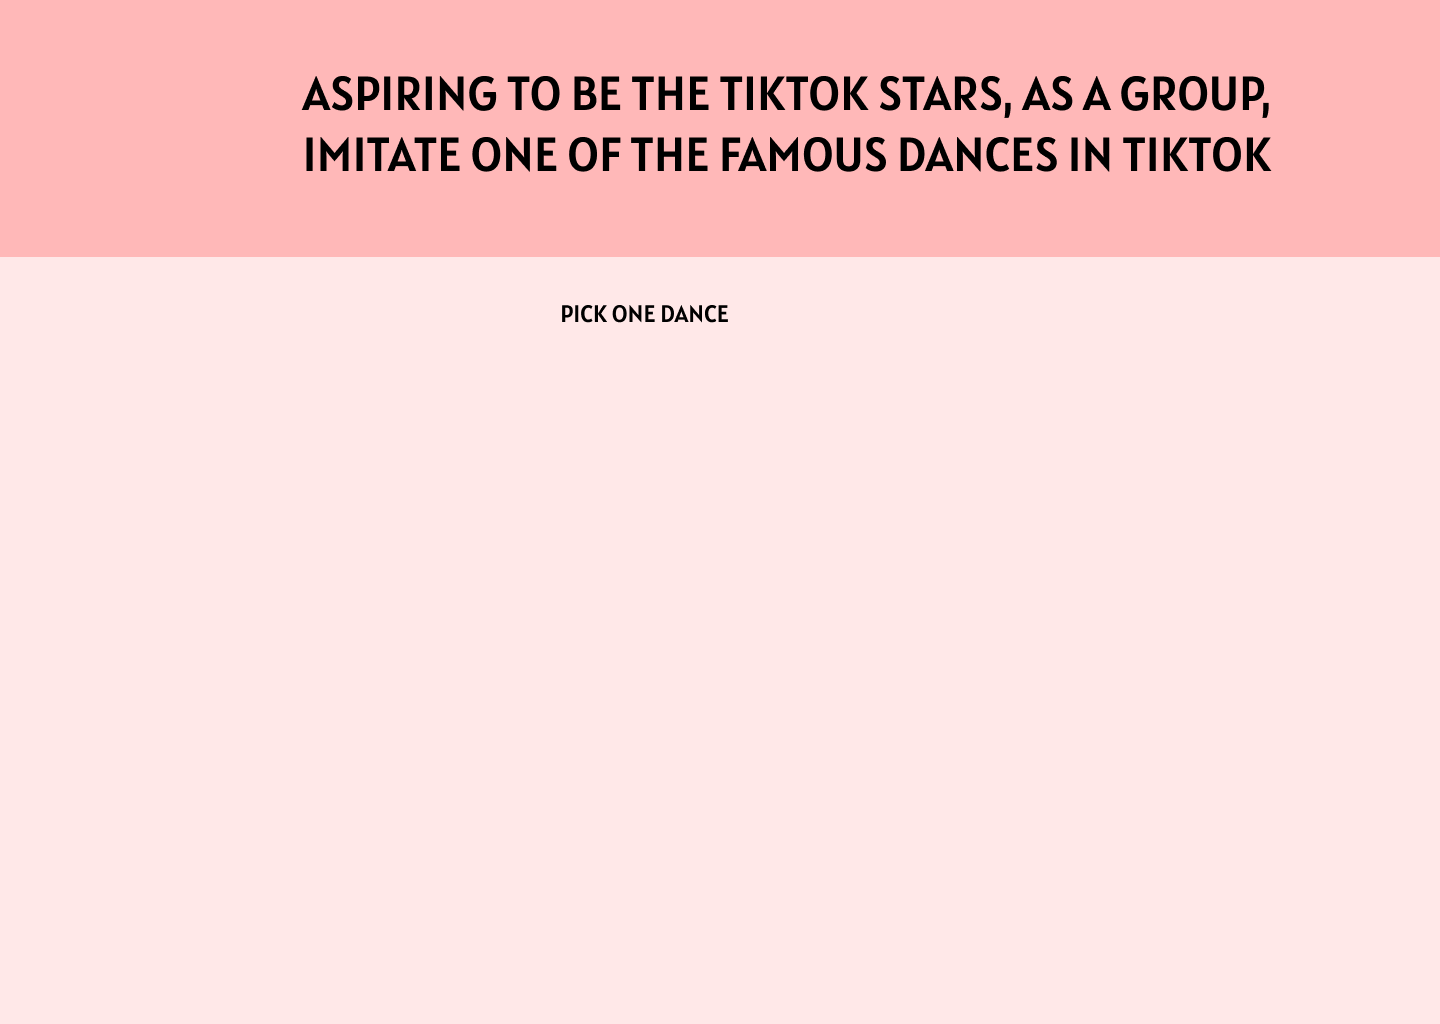 ASPIRING TO BE THE TIKTOK STARS, AS A GROUP,
IMITATE ONE OF THE FAMOUS DANCES IN TIKTOK
PICK ONE DANCE